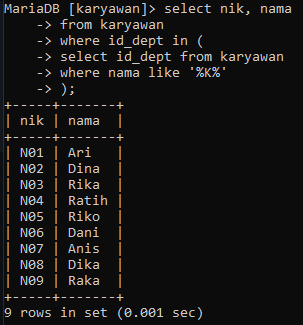 MariaDB [karyawan]> select nik, nama
    -> from karyawan
    -> where id_dept in (
    -> select id_dept from karyawan
    -> where nama like '%K%'
    -> );
+-----+-------+
| nik | nama  |
+-----+-------+
| N01 | Ari   |
| N02 | Dina  |
| N03 | Rika  |
| N04 | Ratih |
| N05 | Riko  |
| N06 | Dani  |
| N07 | Anis  |
| N08 | Dika  |
| N09 | Raka  |
+-----+-------+
9 rows in set (0.001 sec)